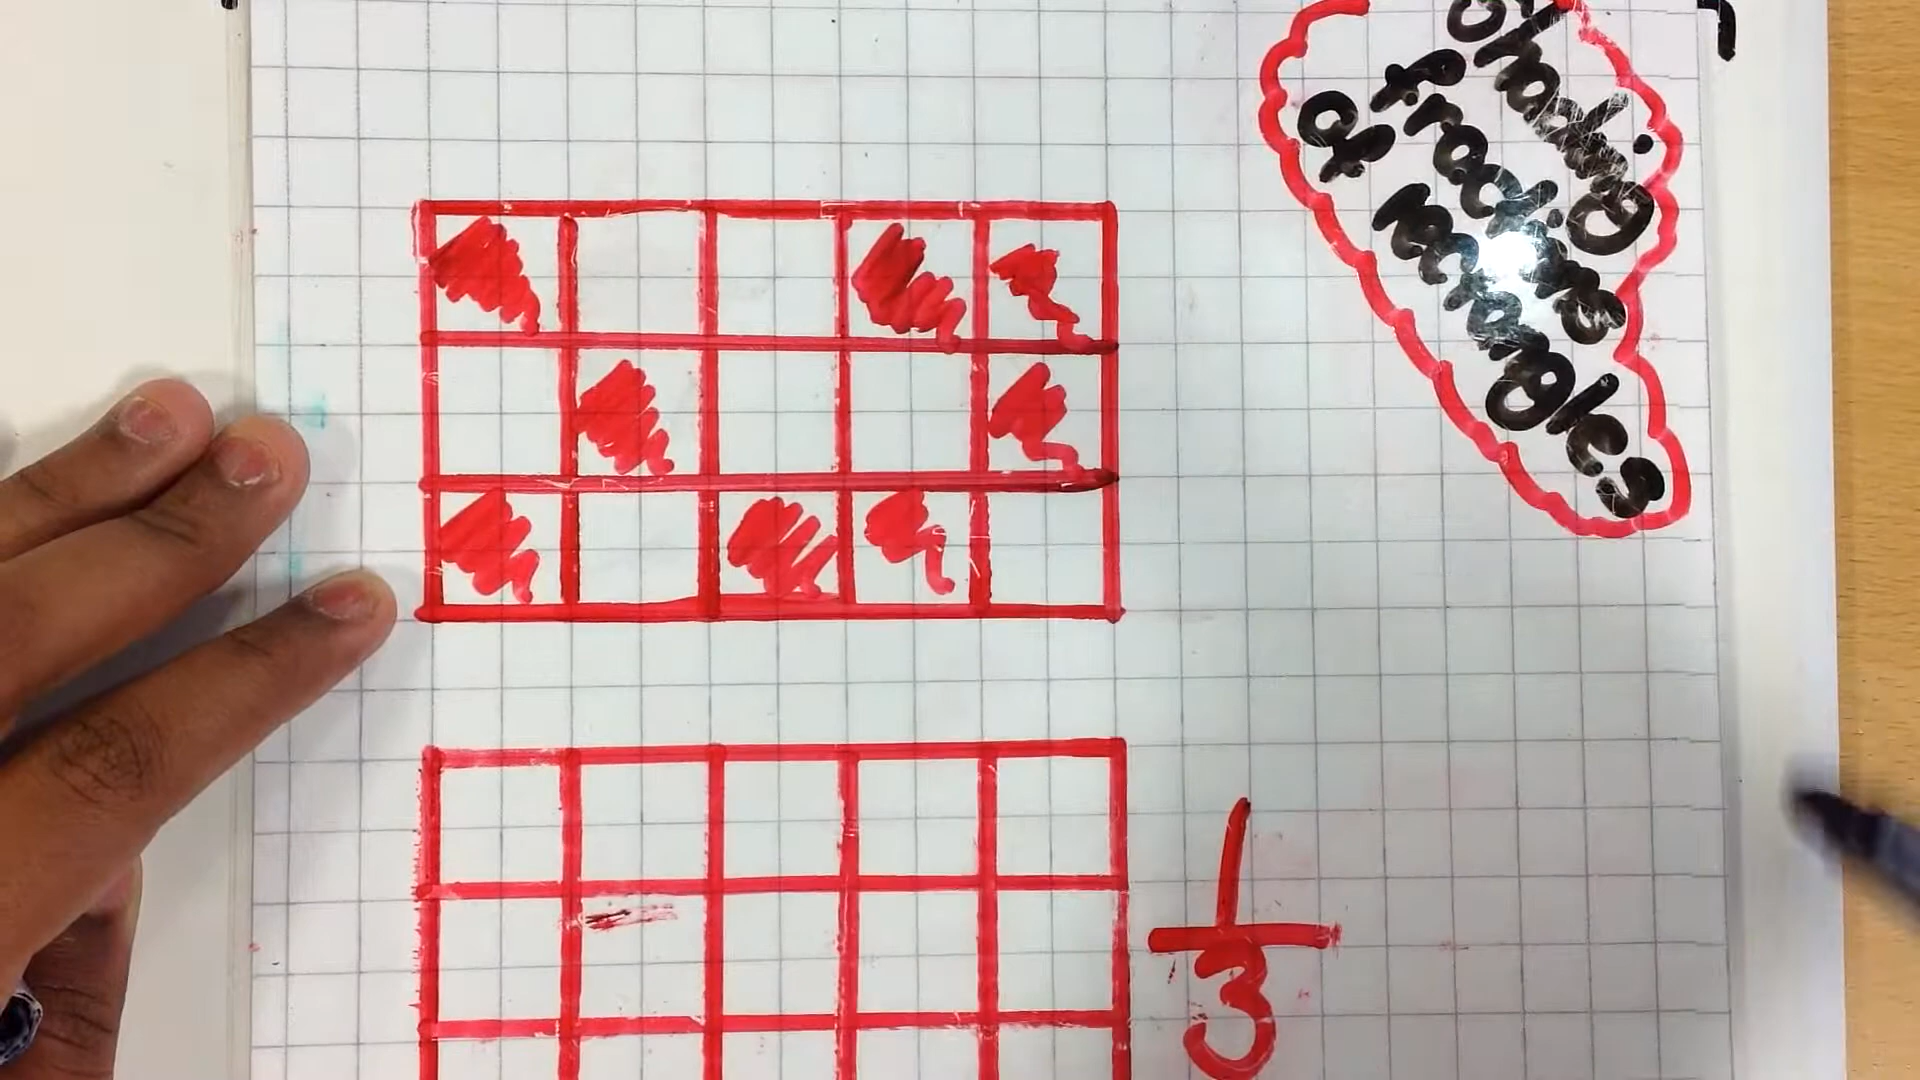 shading
fractions
of rectangles
1
3